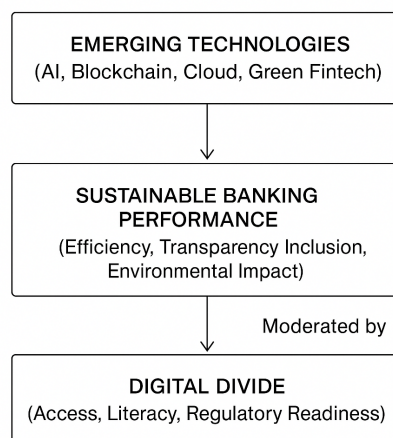 EMERGING TECHNOLOGIES
(AI, Blockchain, Cloud, Green Fintech)
SUSTAINABLE BANKING
PERFORMANCE
(Efficiency, Transparency Inclusion,
Environmental Impact)
Moderated by
DIGITAL DIVIDE
(Access, Literacy, Regulatory Readiness)